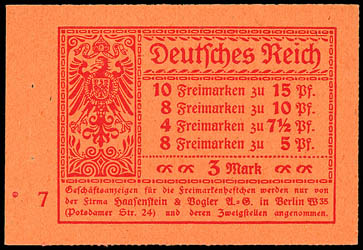 Deutsches Reich
10 Freimarken zu 15 Pf.
8 Freimarken zu 10 Pf.
4 Freimarken zu 7½ Pf.
8 Freimarken zu 5 Pf.
3 Mark
Geschäftsanzeigen für die Freimarkenheftchen werden nur von
der Firma Haasenstein & Vogler A.-G. in Berlin W 35
(Potsdamer Str. 24) und deren Zweigstellen angenommen.
7